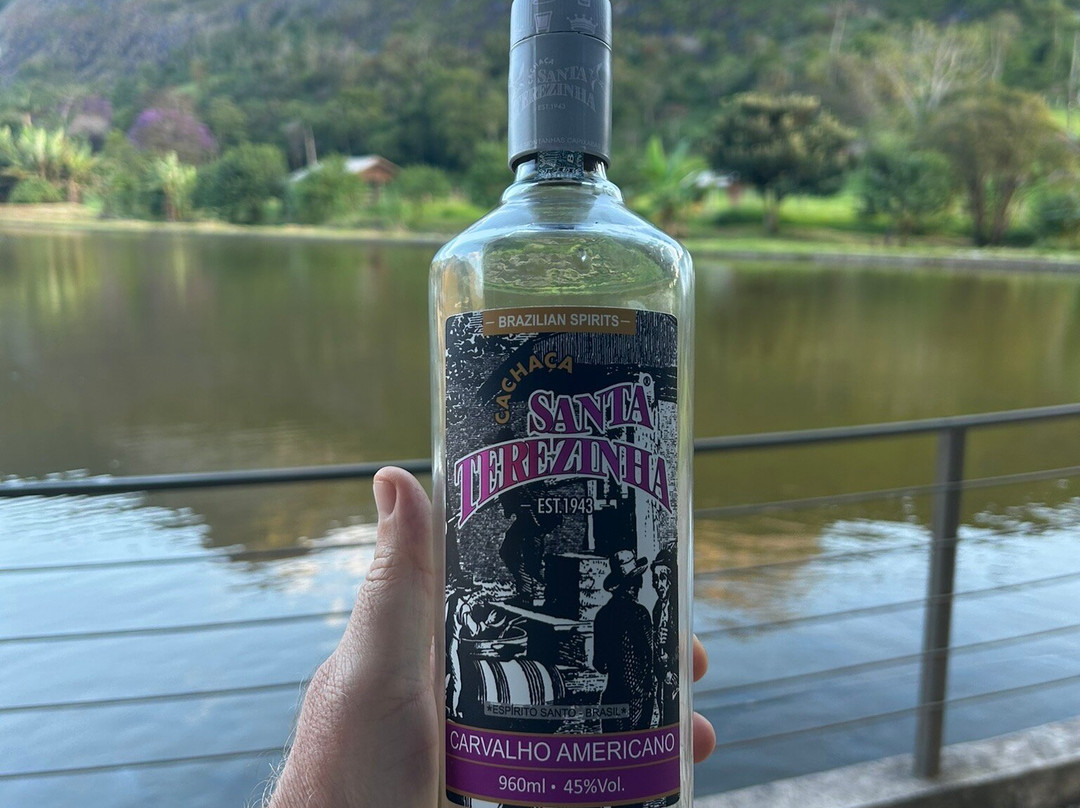 SANTA
TEREZINHA
– BRAZILIAN SPIRITS –
CACHAÇA
SANTA®
TEREZINHA
– EST.1943 –
★ESPÍRITO SANTO - BRASIL★
CARVALHO AMERICANO
960ml • 45%Vol.